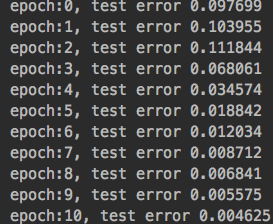 epoch:0, test error 0.097699
epoch:1, test error 0.103955
epoch:2, test error 0.111844
epoch:3, test error 0.068061
epoch:4, test error 0.034574
epoch:5, test error 0.018842
epoch:6, test error 0.012034
epoch:7, test error 0.008712
epoch:8, test error 0.006841
epoch:9, test error 0.005575
epoch:10, test error 0.004625